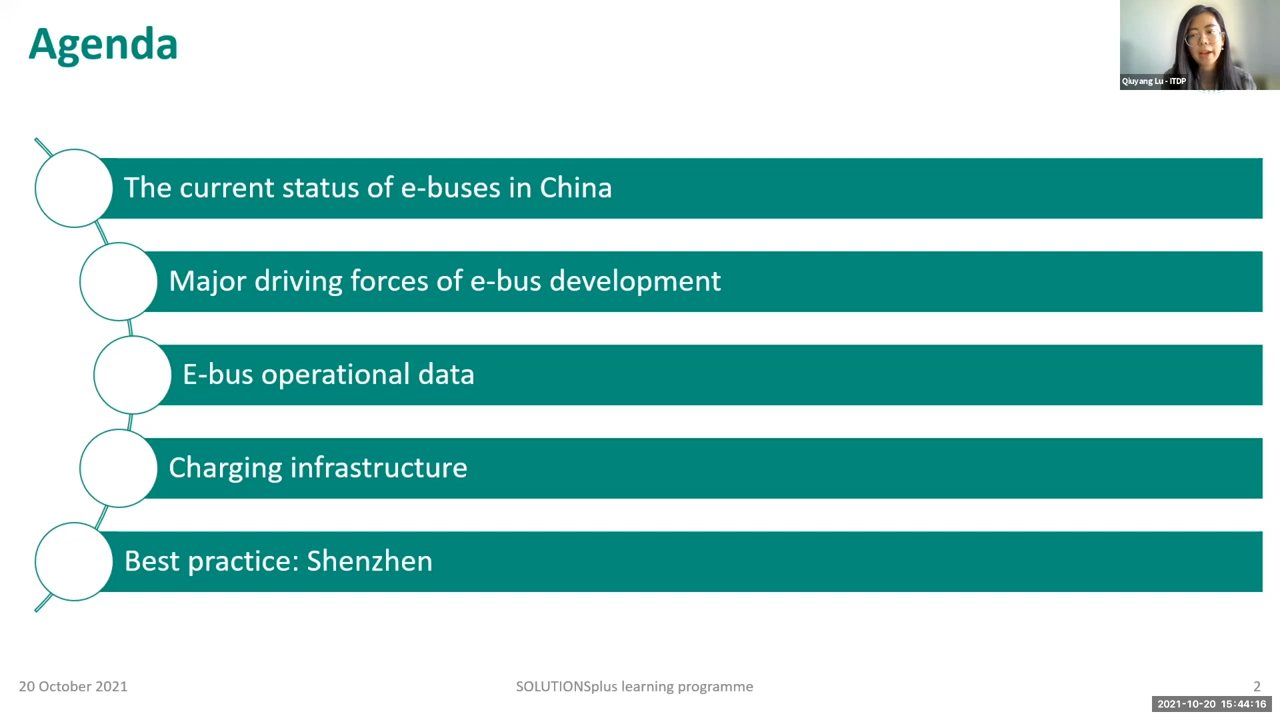 Agenda
Qiuyang Lu - ITDP
The current status of e-buses in China
Major driving forces of e-bus development
E-bus operational data
Charging infrastructure
Best practice: Shenzhen
20 October 2021
SOLUTIONSplus learning programme
2
2021-10-20 15:44:16